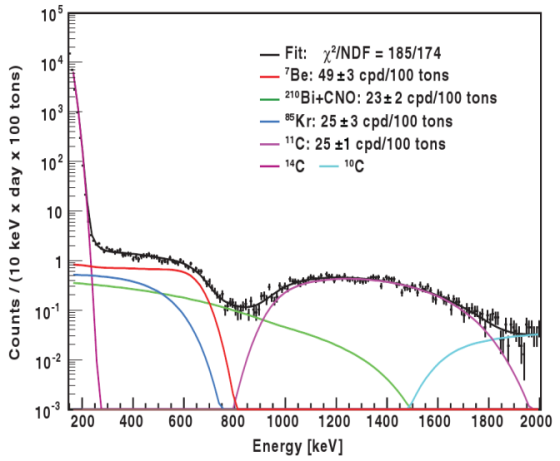 10⁵
10⁴
10³
10²
10
1
10⁻¹
10⁻²
10⁻³
Counts / (10 keV x day x 100 tons)
Fit: χ²/NDF = 185/174
⁷Be: 49 ±3 cpd/100 tons
²¹⁰Bi+CNO: 23±2 cpd/100 tons
⁸⁵Kr: 25±3 cpd/100 tons
¹¹C: 25 ±1 cpd/100 tons
¹⁴C ¹⁰C
200 400 600 800 1000 1200 1400 1600 1800 2000
Energy [keV]